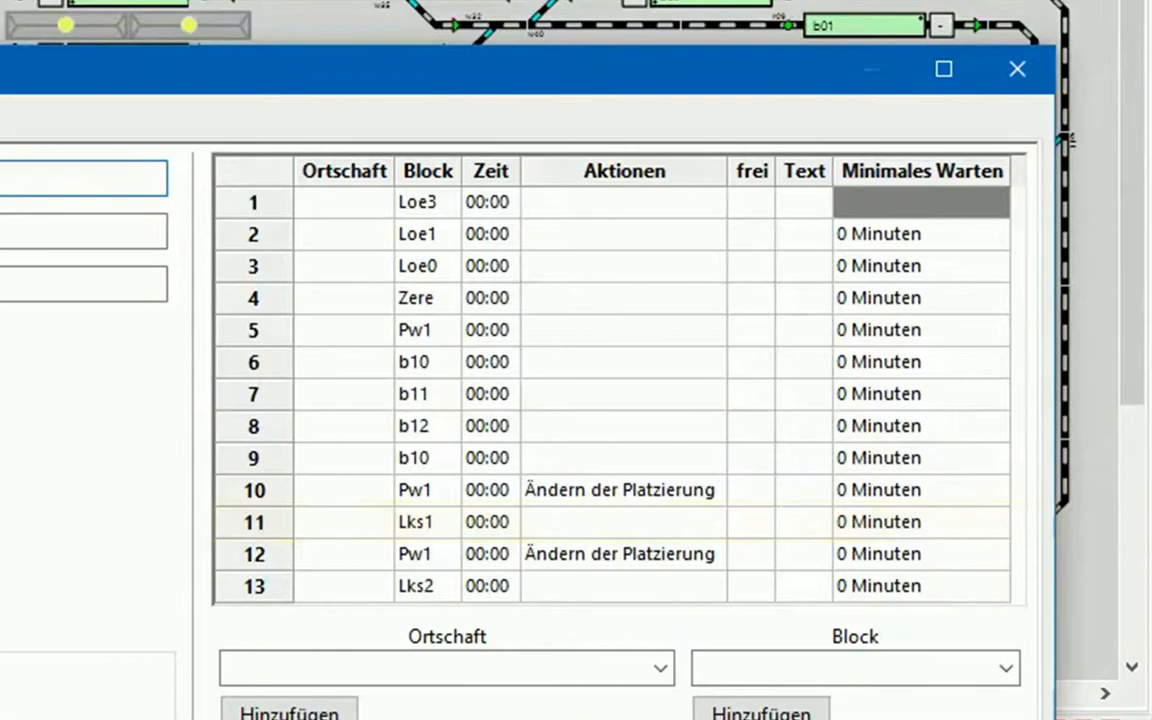 b01 -
Ortschaft Block Zeit Aktionen frei Text Minimales Warten
1 Loe3 00:00
2 Loe1 00:00 0 Minuten
3 Loe0 00:00 0 Minuten
4 Zere 00:00 0 Minuten
5 Pw1 00:00 0 Minuten
6 b10 00:00 0 Minuten
7 b11 00:00 0 Minuten
8 b12 00:00 0 Minuten
9 b10 00:00 0 Minuten
10 Pw1 00:00 Ändern der Platzierung 0 Minuten
11 Lks1 00:00 0 Minuten
12 Pw1 00:00 Ändern der Platzierung 0 Minuten
13 Lks2 00:00 0 Minuten
Ortschaft Block
Hinzufügen Hinzufügen